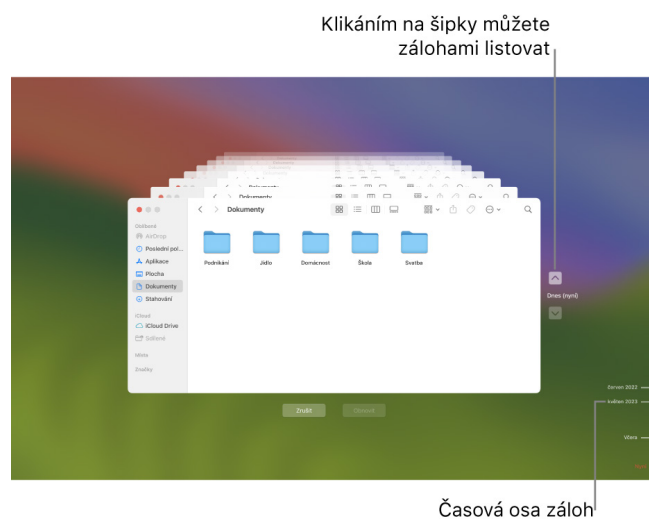 Klikáním na šipky můžete
zálohami listovat
Dokumenty
Dokumenty
Dokumenty
Oblíbené
AirDrop
Poslední pol...
Aplikace
Plocha
Dokumenty
Stahování
iCloud
iCloud Drive
Sdílené
Místa
Značky
Podnikání
Jídlo
Domácnost
Škola
Svatba
Dnes (nyní)
Zrušit
Obnovit
červen 2022
květen 2023
Včera
Časová osa záloh